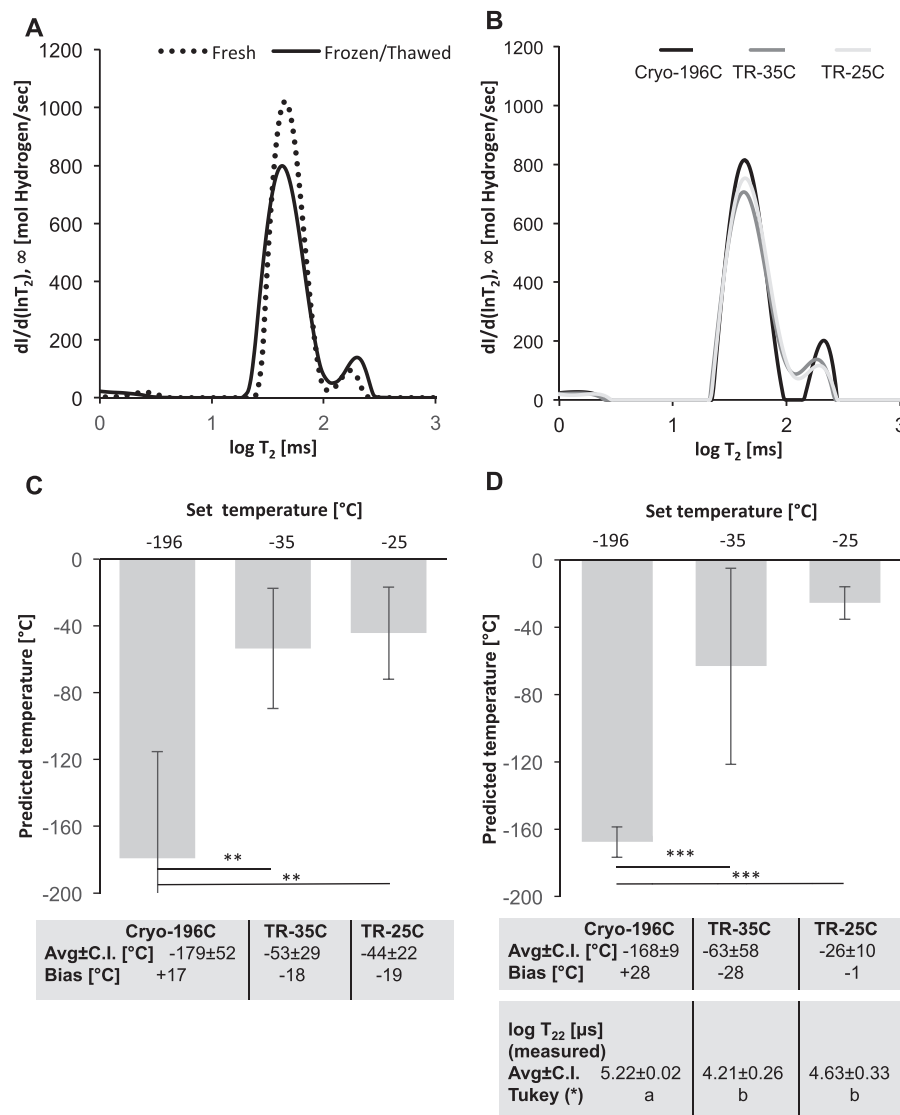 A
Fresh Frozen/Thawed
1200
1000
800
600
400
200
0
dI/d(lnT2), ∞ [mol Hydrogen/sec]
0 1 2 3
log T2 [ms]
B
Cryo-196C TR-35C TR-25C
1200
1000
800
600
400
200
0
dI/d(lnT2), ∞ [mol Hydrogen/sec]
0 1 2 3
log T2 [ms]
C
Set temperature [°C]
-196 -35 -25
0
-40
-80
-120
-160
-200
Predicted temperature [°C]
**
**
Cryo-196C TR-35C TR-25C
Avg±C.I. [°C] -179±52 -53±29 -44±22
Bias [°C] +17 -18 -19
D
Set temperature [°C]
-196 -35 -25
0
-40
-80
-120
-160
-200
Predicted temperature [°C]
***
***
Cryo-196C TR-35C TR-25C
Avg±C.I. [°C] -168±9 -63±58 -26±10
Bias [°C] +28 -28 -1
log T22 [µs]
(measured)
Avg±C.I. 5.22±0.02 4.21±0.26 4.63±0.33
Tukey (*) a b b